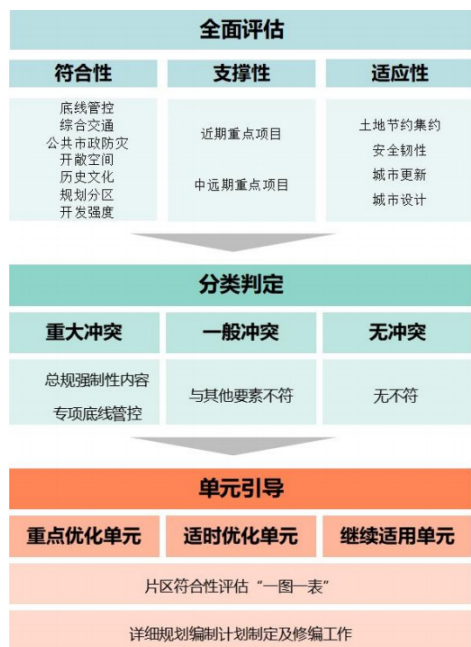 全面评估
符合性
支撑性
适应性
底线管控
综合交通
公共市政防灾
开敞空间
历史文化
规划分区
开发强度
近期重点项目
中远期重点项目
土地节约集约
安全韧性
城市更新
城市设计
分类判定
重大冲突
一般冲突
无冲突
总规强制性内容
专项底线管控
与其他要素不符
无不符
单元引导
重点优化单元
适时优化单元
继续适用单元
片区符合性评估“一图一表”
详细规划编制计划制定及修编工作